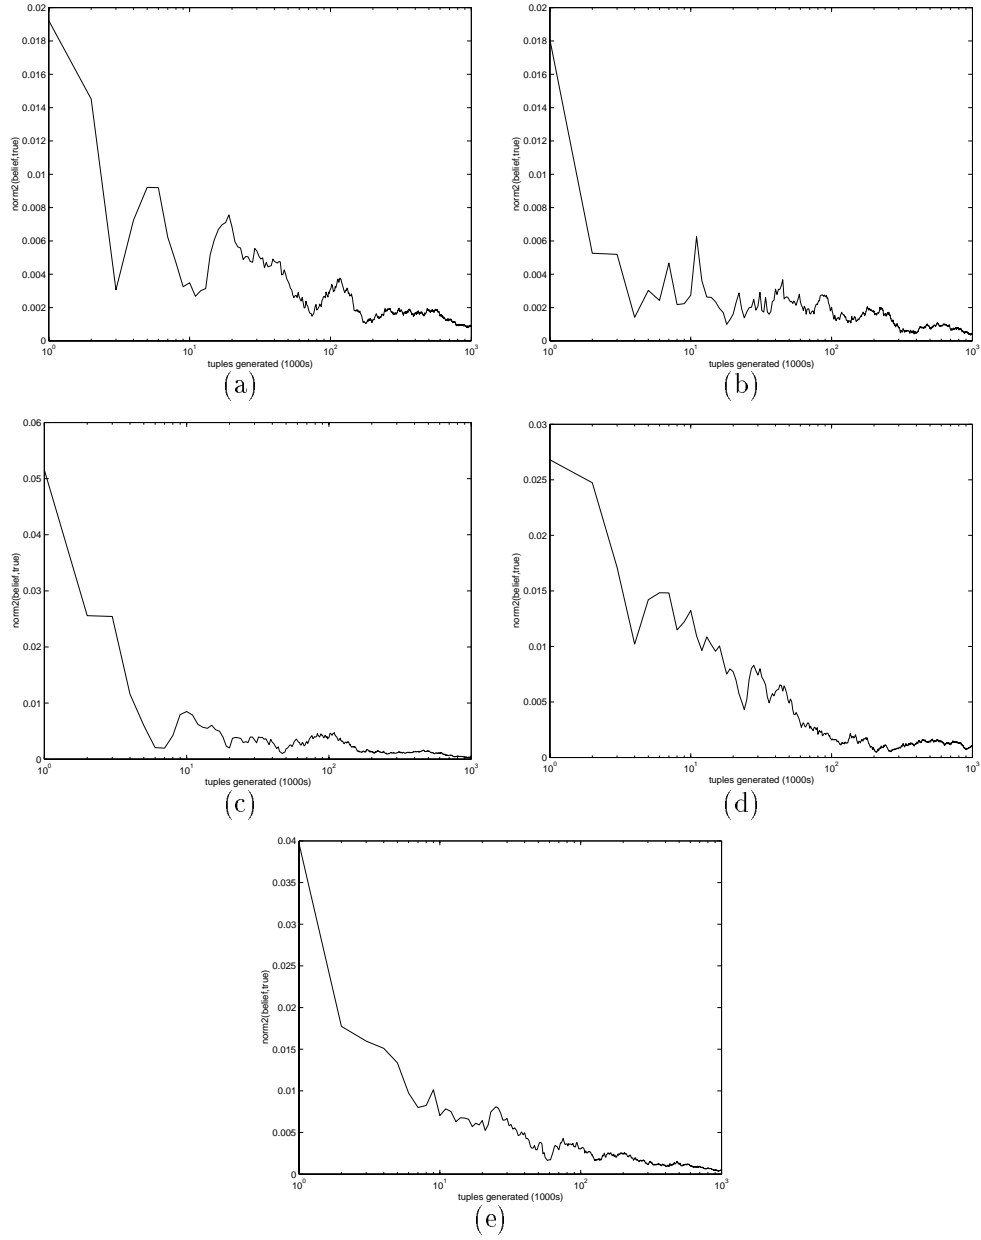 0.02
0.018
0.016
0.014
0.012
0.01
0.008
0.006
0.004
0.002
0
norm2(belief,true)
10^0 10^1 10^2 10^3
tuples generated (1000s)
(a)
0.02
0.018
0.016
0.014
0.012
0.01
0.008
0.006
0.004
0.002
0
norm2(belief,true)
10^0 10^1 10^2 10^3
tuples generated (1000s)
(b)
0.06
0.05
0.04
0.03
0.02
0.01
0
norm2(belief,true)
10^0 10^1 10^2 10^3
tuples generated (1000s)
(c)
0.03
0.025
0.02
0.015
0.01
0.005
0
norm2(belief,true)
10^0 10^1 10^2 10^3
tuples generated (1000s)
(d)
0.04
0.035
0.03
0.025
0.02
0.015
0.01
0.005
0
norm2(belief,true)
10^0 10^1 10^2 10^3
tuples generated (1000s)
(e)